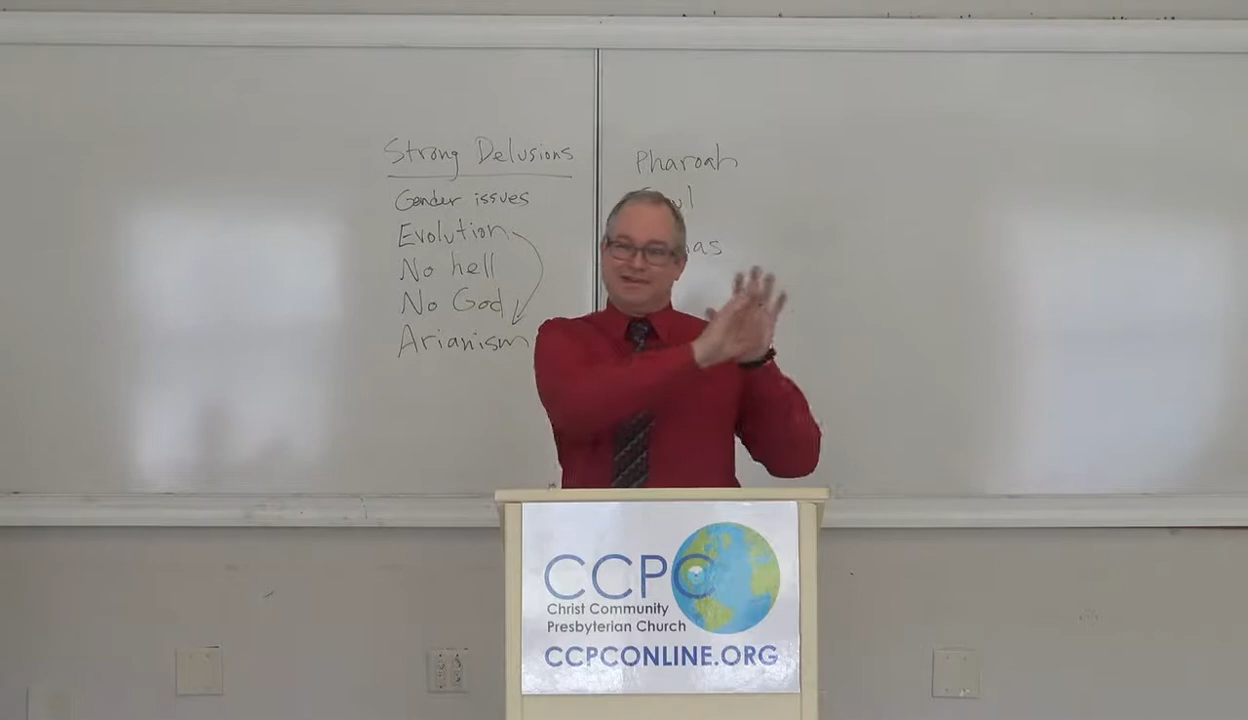 Strong Delusions
Gender issues
Evolution
No hell
No God
Arianism
Pharoah
CCPC
Christ Community
Presbyterian Church
CCPCONLINE.ORG